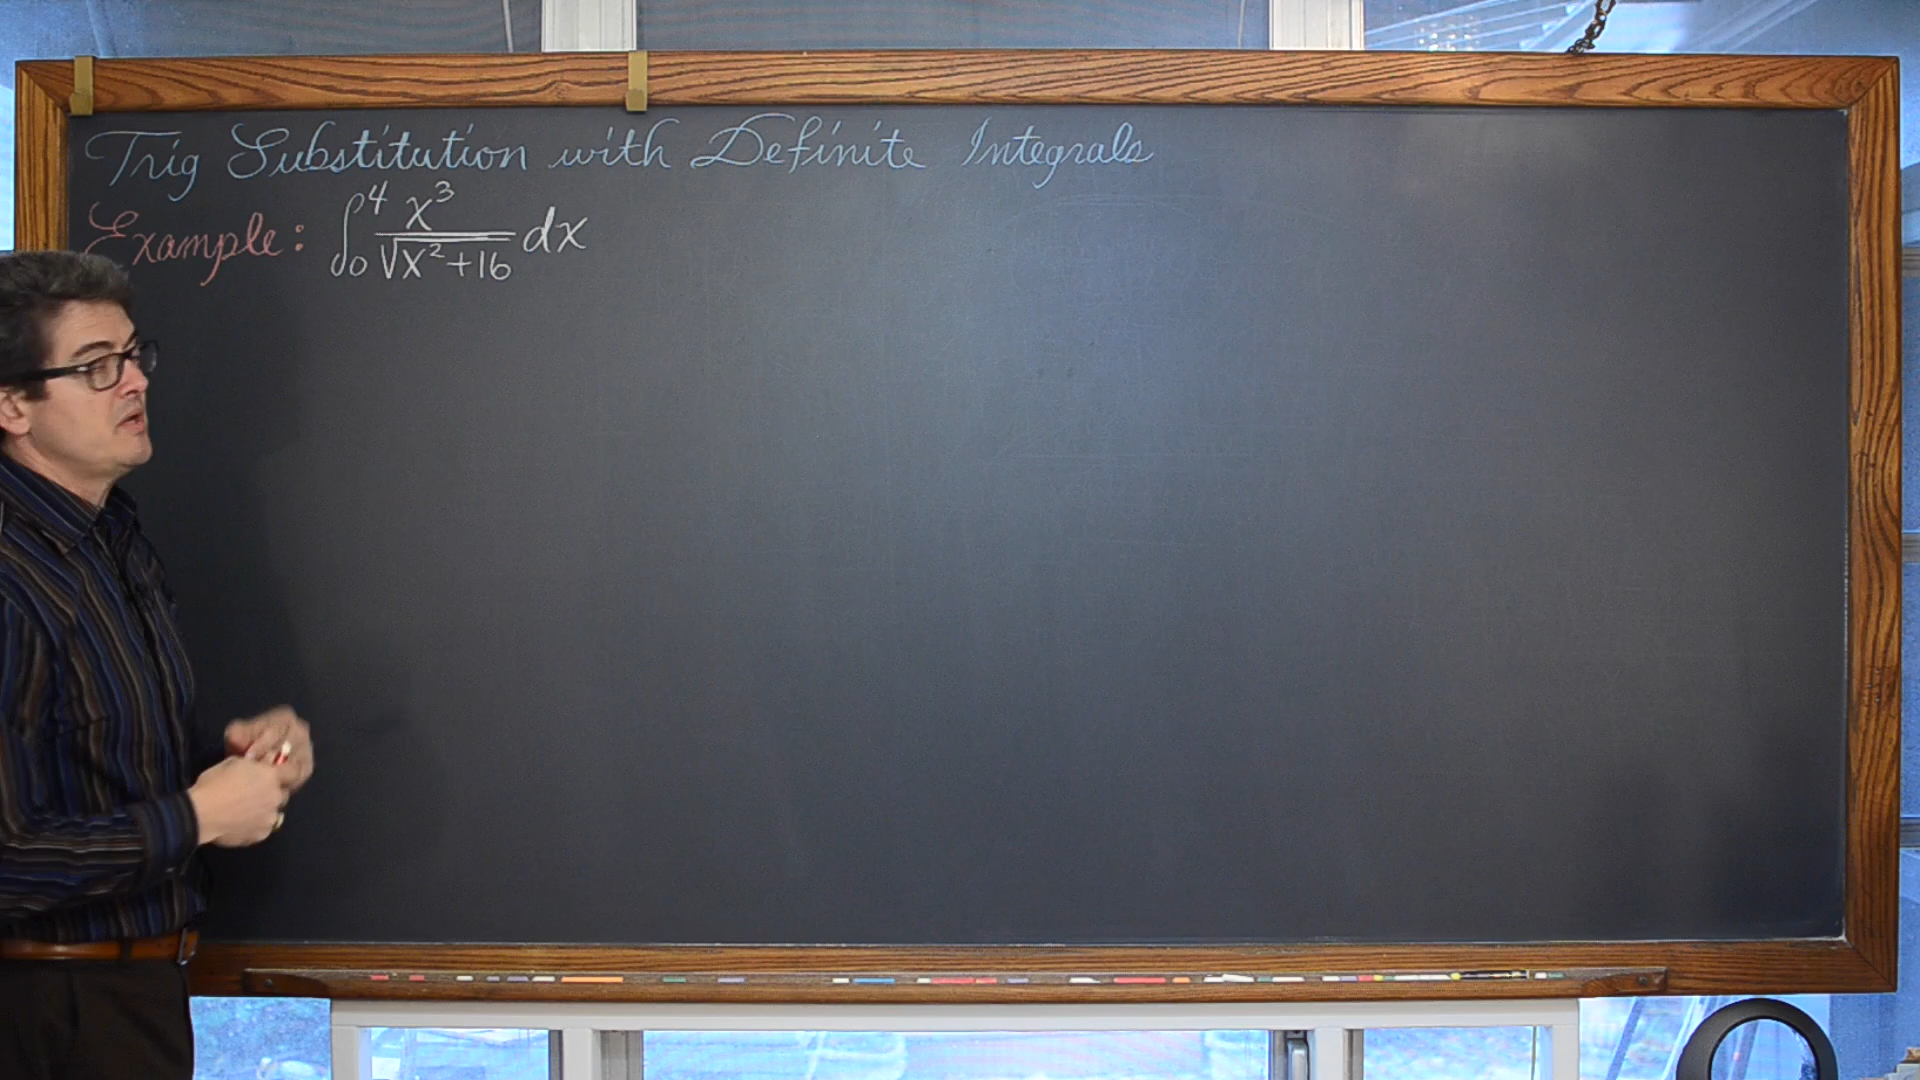 Trig Substitution with Definite Integrals
Example: ∫₀⁴ x³/√(x²+16) dx